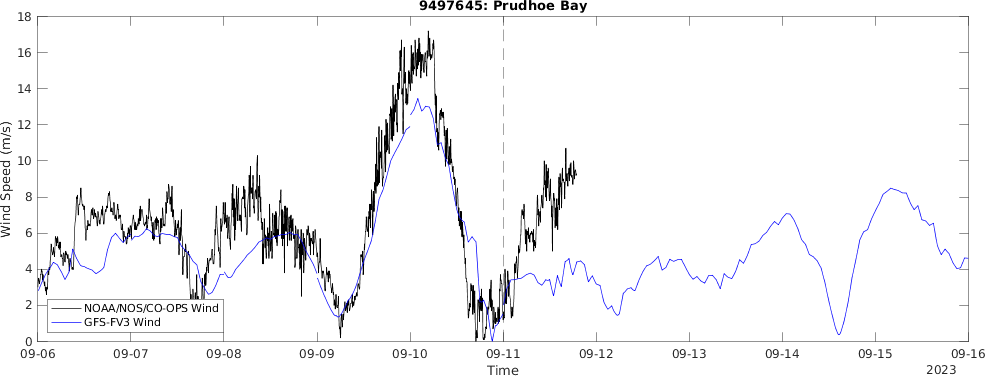 9497645: Prudhoe Bay
Wind Speed (m/s)
18
16
14
12
10
8
6
4
2
0
NOAA/NOS/CO-OPS Wind
GFS-FV3 Wind
09-06 09-07 09-08 09-09 09-10 09-11 09-12 09-13 09-14 09-15 09-16
Time
2023